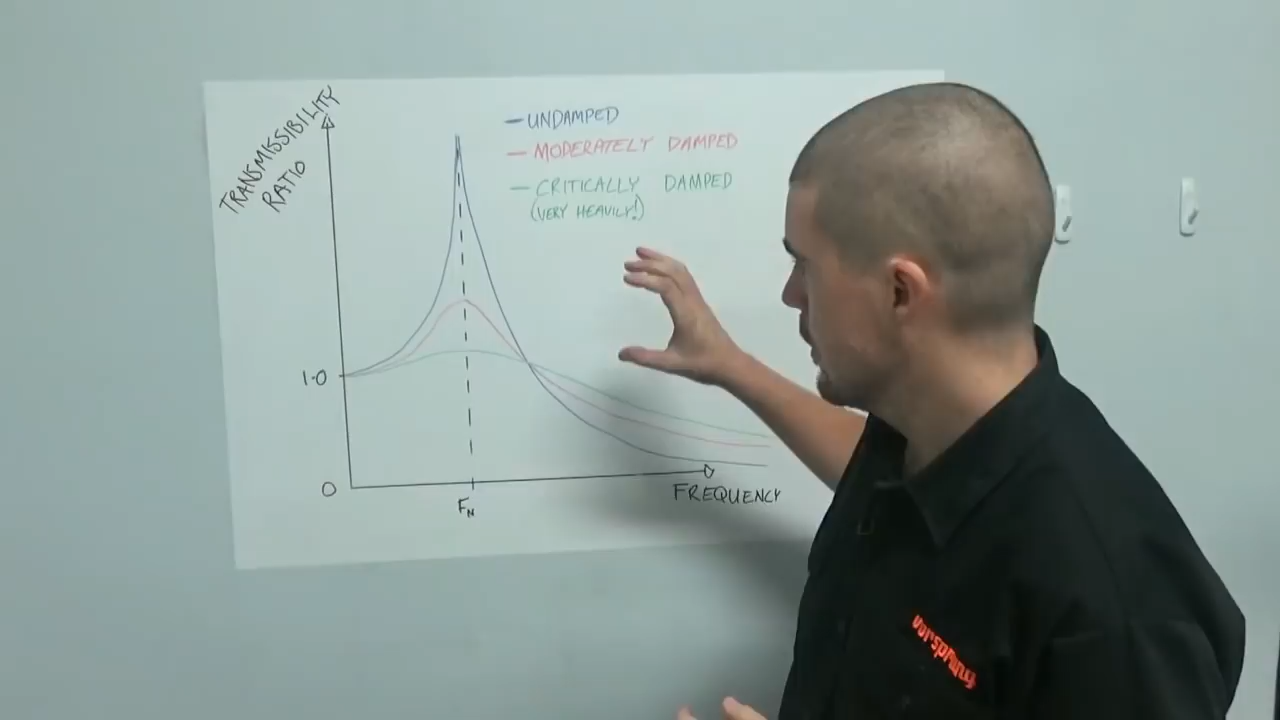 TRANSMISSIBILITY
RATIO
— UNDAMPED
— MODERATELY DAMPED
— CRITICALLY DAMPED
(VERY HEAVILY!)
1.0
0
FN
FREQUENCY
vorsprung